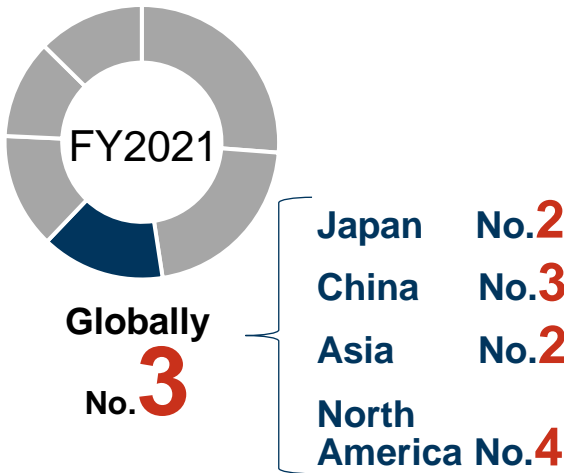 FY2021
Globally
No.3
Japan No.2
China No.3
Asia No.2
North
America No.4